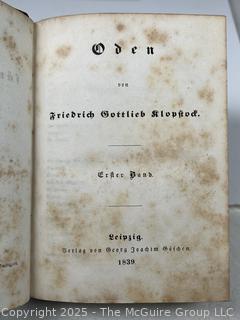 Oden
von
Friedrich Gottlieb Klopstock.
Erster Band.
Leipzig.
Verlag von Georg Joachim Göschen.
1839.
Copyright 2025 - The McGuire Group LLC